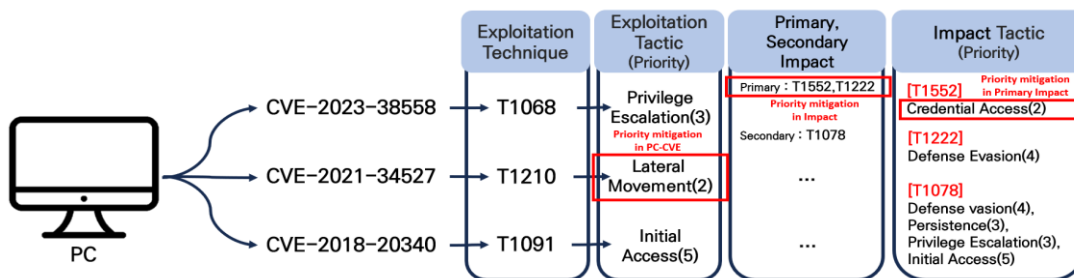 Exploitation
Technique
Exploitation
Tactic
(Priority)
Primary,
Secondary
Impact
Impact Tactic
(Priority)
PC
CVE-2023-38558
T1068
Privilege
Escalation(3)
Priority mitigation
in PC-CVE
CVE-2021-34527
T1210
Lateral
Movement(2)
CVE-2018-20340
T1091
Initial
Access(5)
Primary : T1552,T1222
Priority mitigation
in Impact
Secondary : T1078
...
...
[T1552]
Priority mitigation
in Primary Impact
Credential Access(2)
[T1222]
Defense Evasion(4)
[T1078]
Defense vasion(4),
Persistence(3),
Privilege Escalation(3),
Initial Access(5)